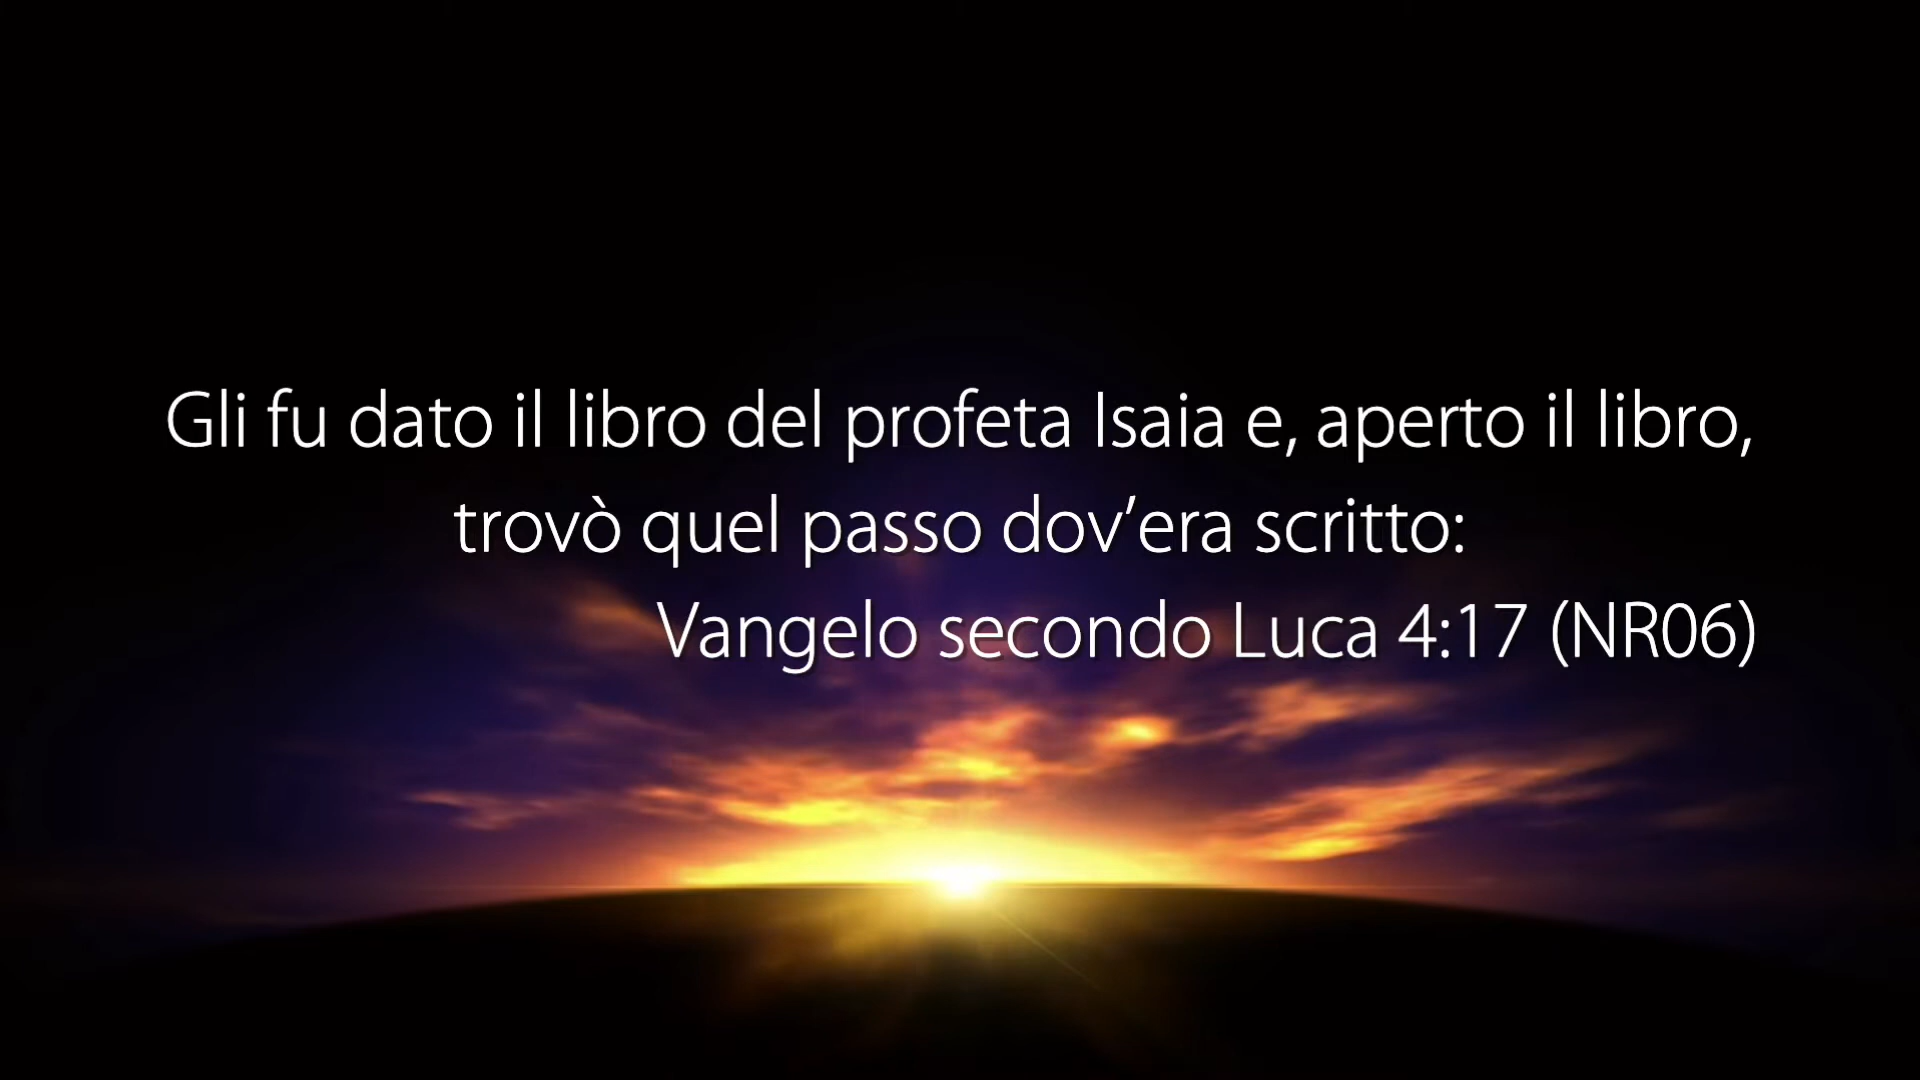 Gli fu dato il libro del profeta Isaia e, aperto il libro,
trovò quel passo dov’era scritto:
Vangelo secondo Luca 4:17 (NR06)